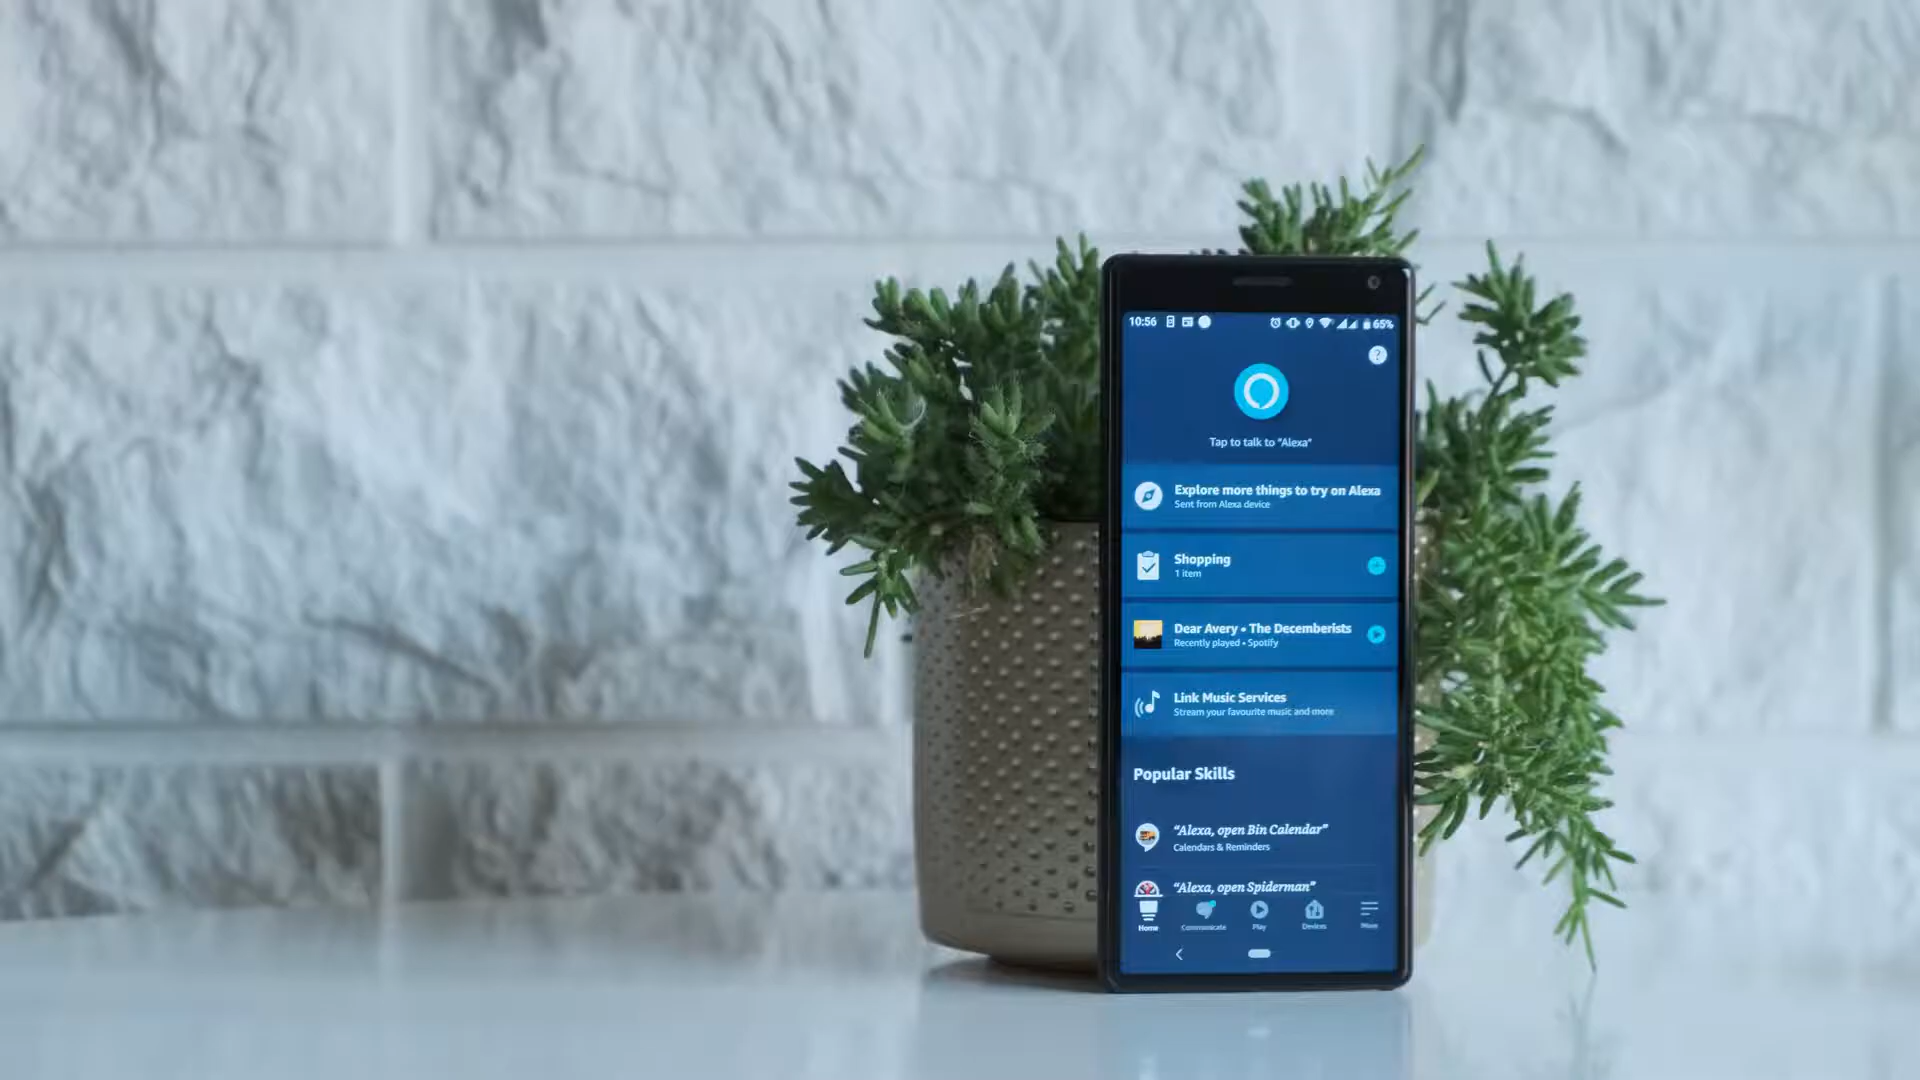 10:56
65%
?
Tap to talk to "Alexa"
Explore more things to try on Alexa
Sent from Alexa device
Shopping
1 item
Dear Avery • The Decemberists
Recently played • Spotify
Link Music Services
Stream your favourite music and more
Popular Skills
"Alexa, open Bin Calendar"
Calendars & Reminders
"Alexa, open Spiderman"
Home Communicate Play Devices More